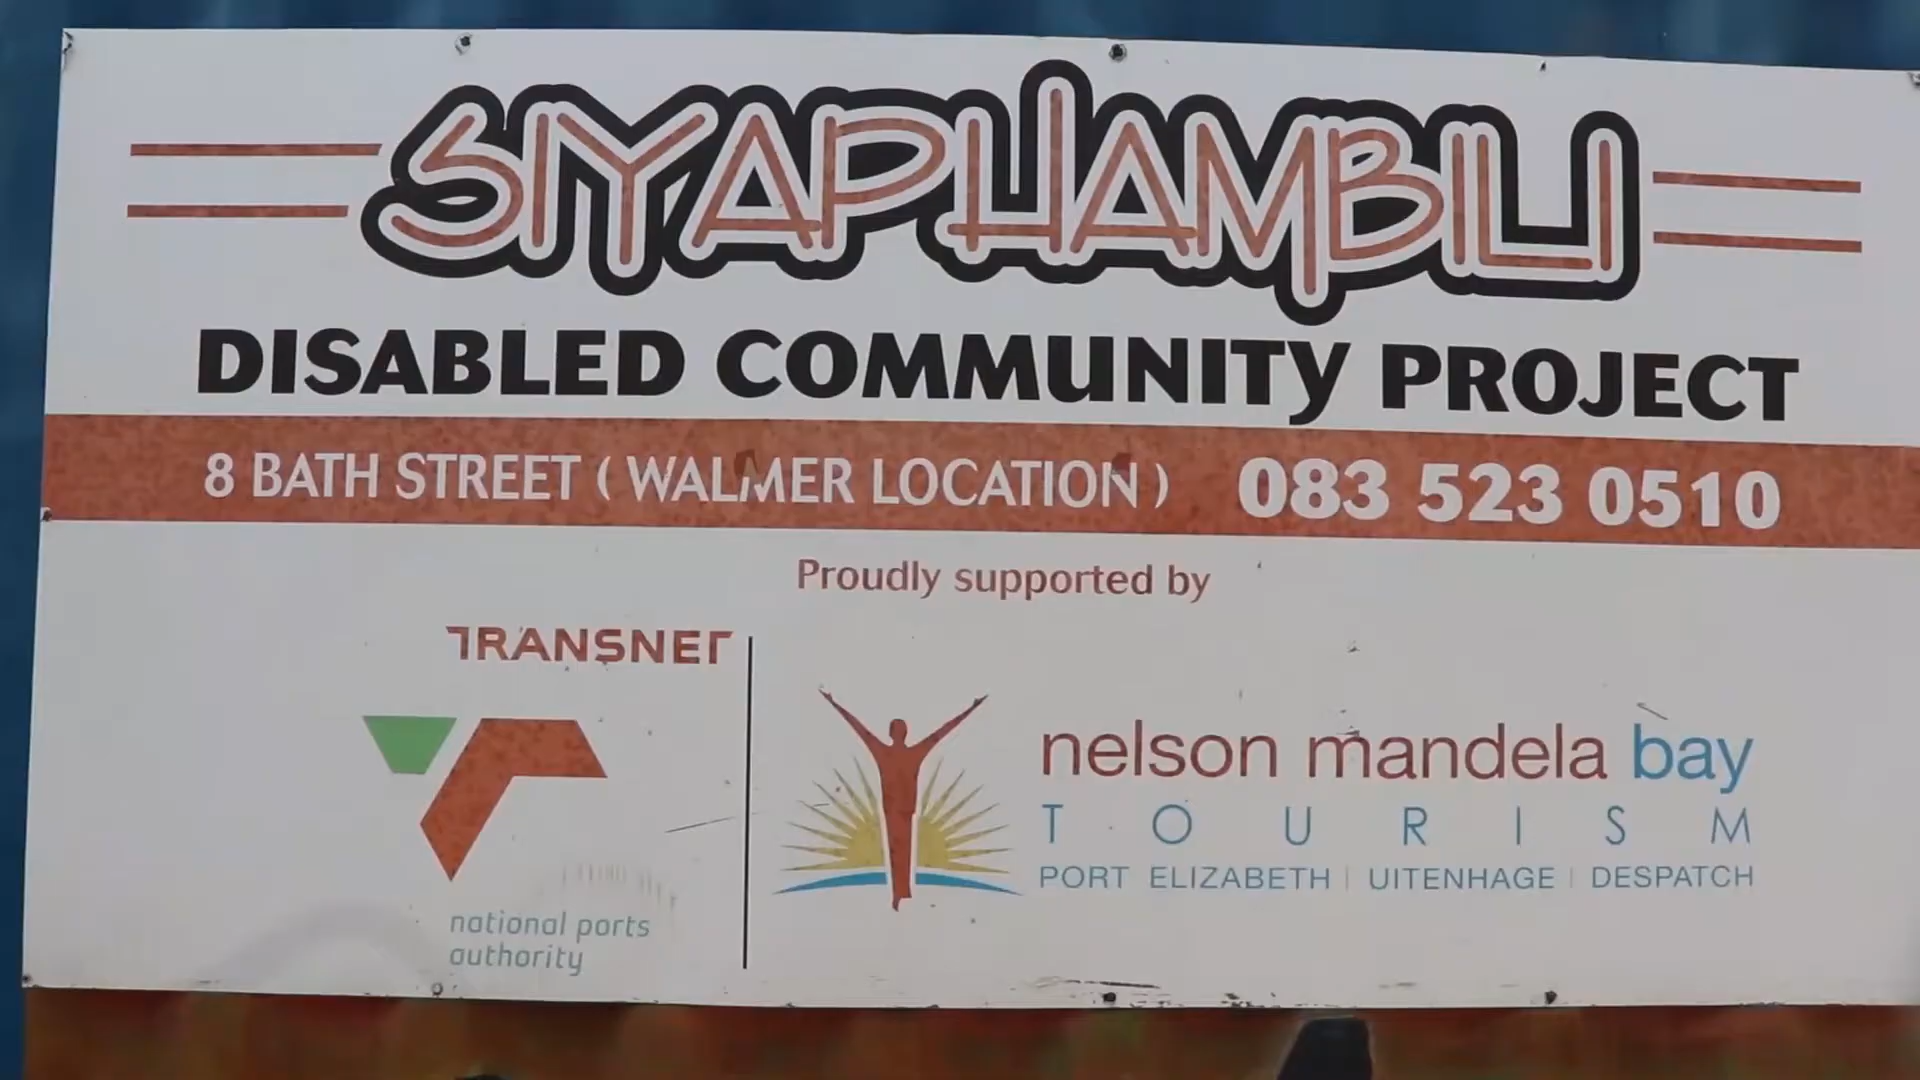 SIYAPHAMBILI
DISABLED COMMUNITY PROJECT
8 BATH STREET ( WALMER LOCATION ) 083 523 0510
Proudly supported by
TRANSNET
national ports
authority
nelson mandela bay
TOURISM
PORT ELIZABETH | UITENHAGE | DESPATCH